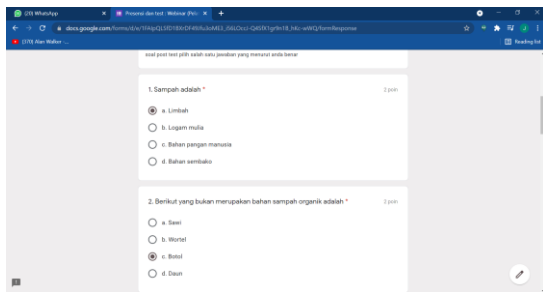 (20) WhatsApp
Presensi dan test : Webinar (Pela
docs.google.com/forms/
Reading list
soal post test pilih salah satu jawaban yang menurut anda benar
1. Sampah adalah *
2 poin
a. Limbah
b. Logam mulia
c. Bahan pangan manusia
d. Bahan sembako
2. Berikut yang bukan merupakan bahan sampah organik adalah *
2 poin
a. Sawi
b. Wortel
c. Botol
d. Daun